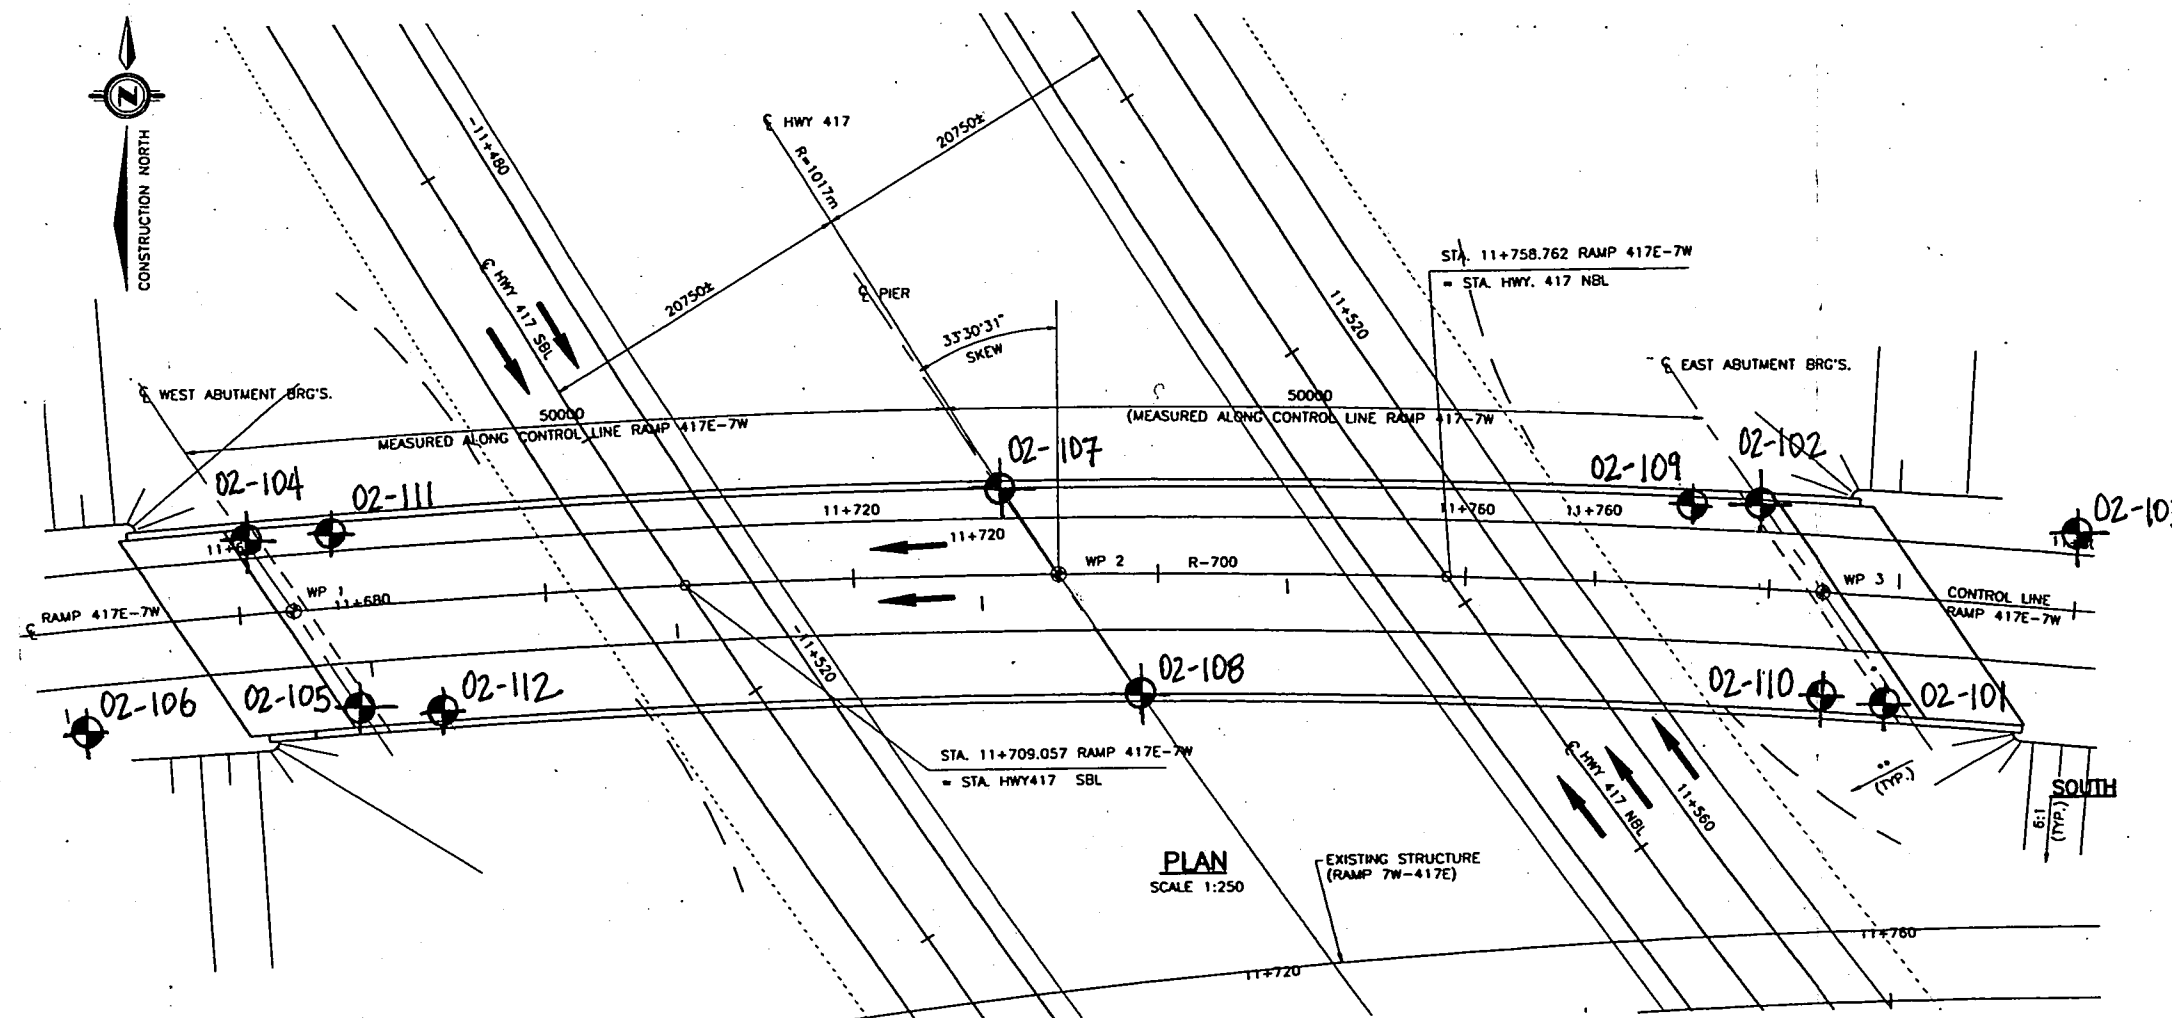 N
CONSTRUCTION NORTH
-11+480
℄ HWY 417
R=1017m
20750±
20750±
℄ HWY 417 SBL
℄ PIER
33°30'31"
SKEW
STA. 11+758.762 RAMP 417E-7W
= STA. HWY. 417 NBL
11+520
℄ WEST ABUTMENT BRG'S.
℄ EAST ABUTMENT BRG'S.
50000
MEASURED ALONG CONTROL LINE RAMP 417E-7W
50000
(MEASURED ALONG CONTROL LINE RAMP 417-7W
02-104
02-111
02-107
02-109
02-102
02-103
11+720
11+720
11+760
11+760
WP 1
11+680
WP 2
R-700
WP 3
℄ RAMP 417E-7W
CONTROL LINE
RAMP 417E-7W
-11+520
02-106
02-105
02-112
02-108
02-110
02-101
STA. 11+709.057 RAMP 417E-7W
= STA. HWY417 SBL
℄ HWY 417 NBL
11+560
(TYP.)
SOUTH
6:1
(TYP.)
PLAN
SCALE 1:250
EXISTING STRUCTURE
(RAMP 7W-417E)
11+720
11+760